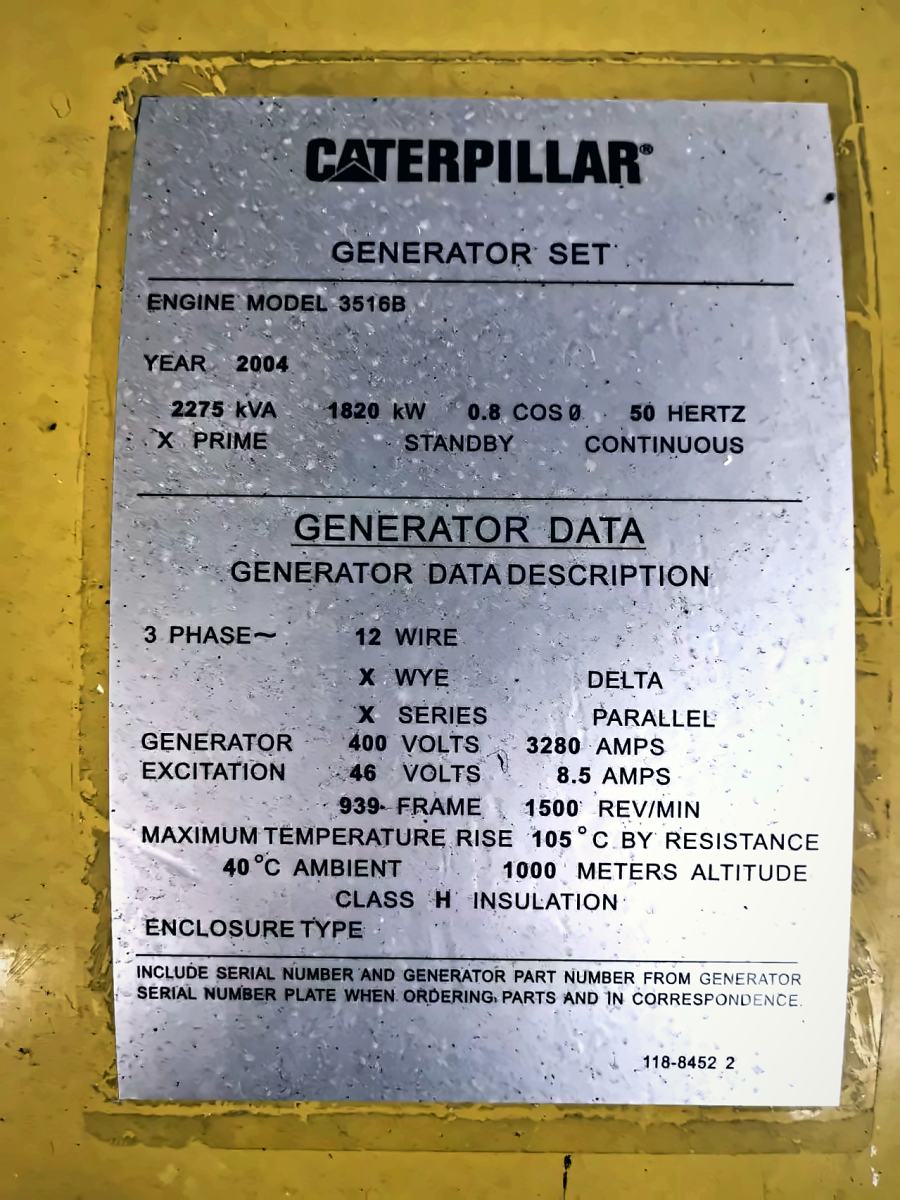 CATERPILLAR®
GENERATOR SET
ENGINE MODEL 3516B
YEAR 2004
2275 kVA 1820 kW 0.8 COS Ø 50 HERTZ
X PRIME STANDBY CONTINUOUS
GENERATOR DATA
GENERATOR DATA DESCRIPTION
3 PHASE~ 12 WIRE
X WYE DELTA
X SERIES PARALLEL
GENERATOR 400 VOLTS 3280 AMPS
EXCITATION 46 VOLTS 8.5 AMPS
939 FRAME 1500 REV/MIN
MAXIMUM TEMPERATURE RISE 105°C BY RESISTANCE
40°C AMBIENT 1000 METERS ALTITUDE
CLASS H INSULATION
ENCLOSURE TYPE
INCLUDE SERIAL NUMBER AND GENERATOR PART NUMBER FROM GENERATOR
SERIAL NUMBER PLATE WHEN ORDERING PARTS AND IN CORRESPONDENCE.
118-8452 2